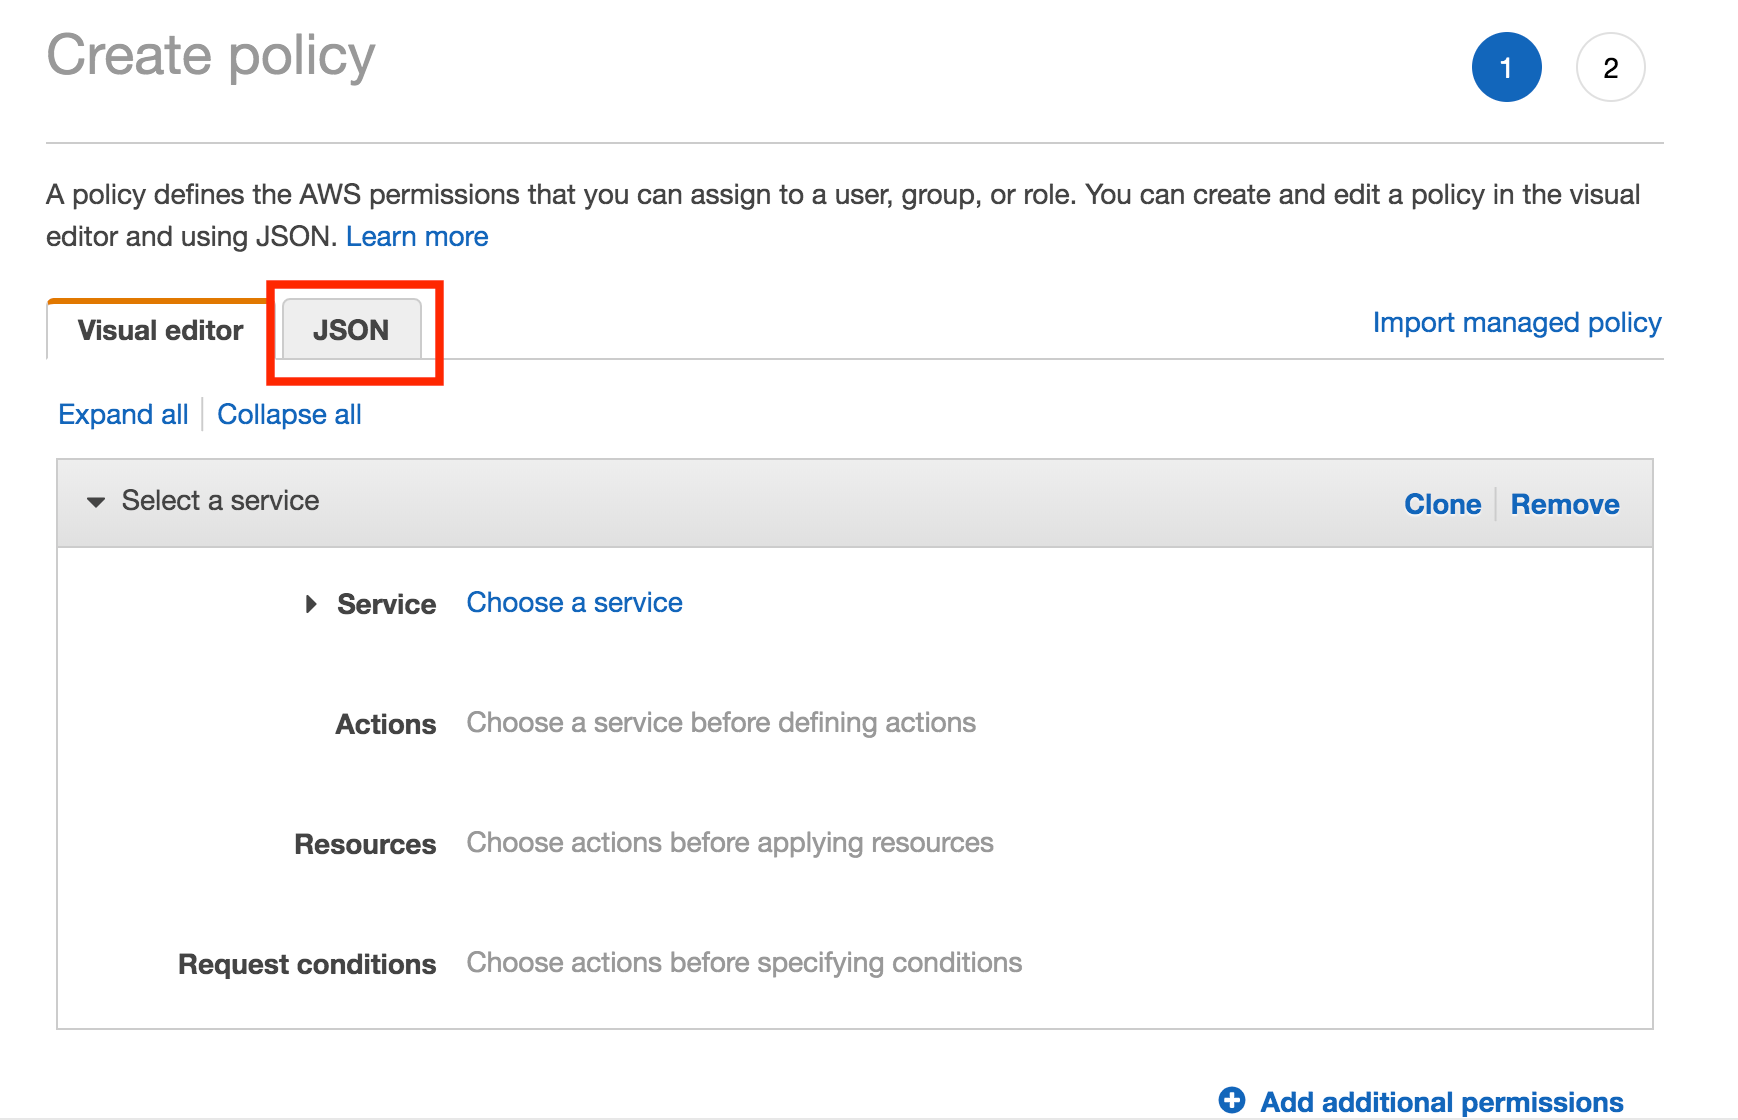 Create policy
1
2
A policy defines the AWS permissions that you can assign to a user, group, or role. You can create and edit a policy in the visual
editor and using JSON. Learn more
Visual editor
JSON
Import managed policy
Expand all
Collapse all
Select a service
Clone
Remove
Service
Choose a service
Actions
Choose a service before defining actions
Resources
Choose actions before applying resources
Request conditions
Choose actions before specifying conditions
Add additional permissions